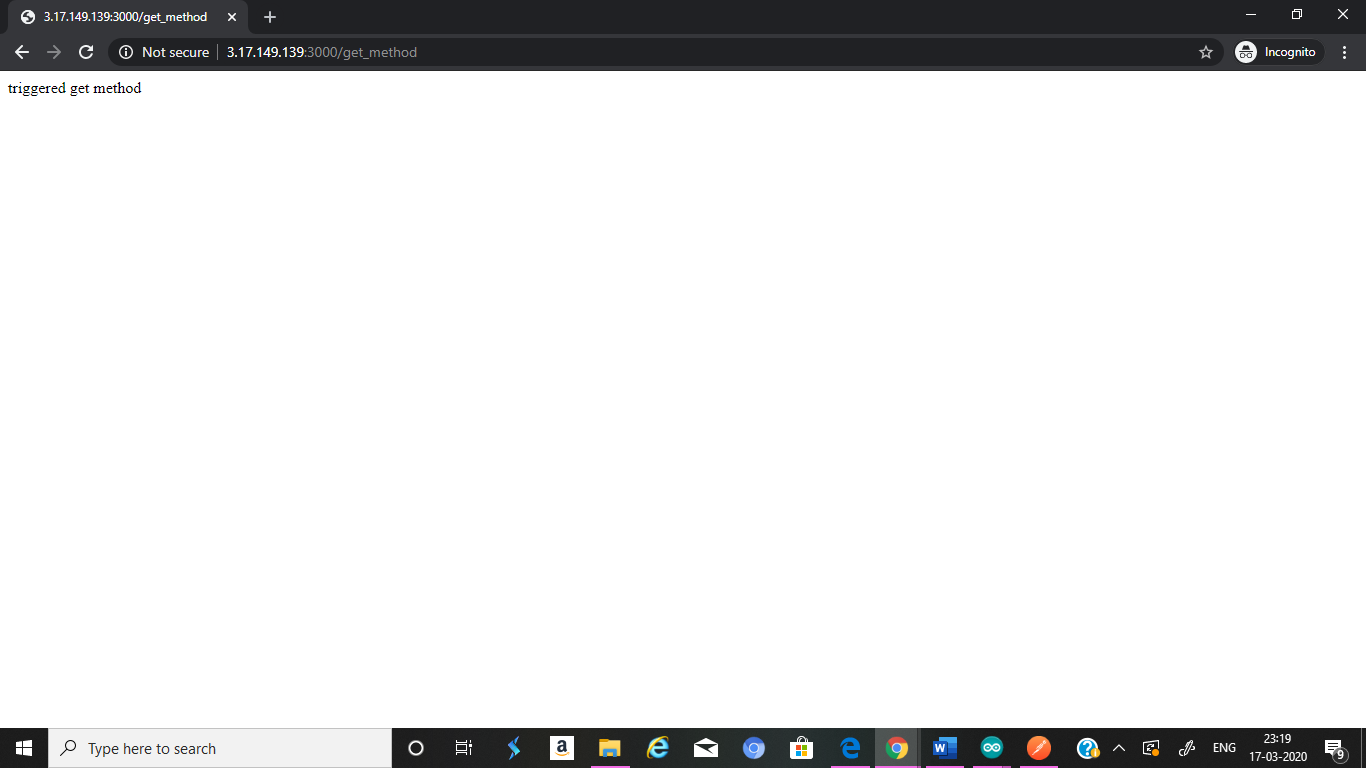 3.17.149.139:3000/get_method
Not secure 3.17.149.139:3000/get_method Incognito
triggered get method
Type here to search
a
W
ENG
23:19
17-03-2020
9